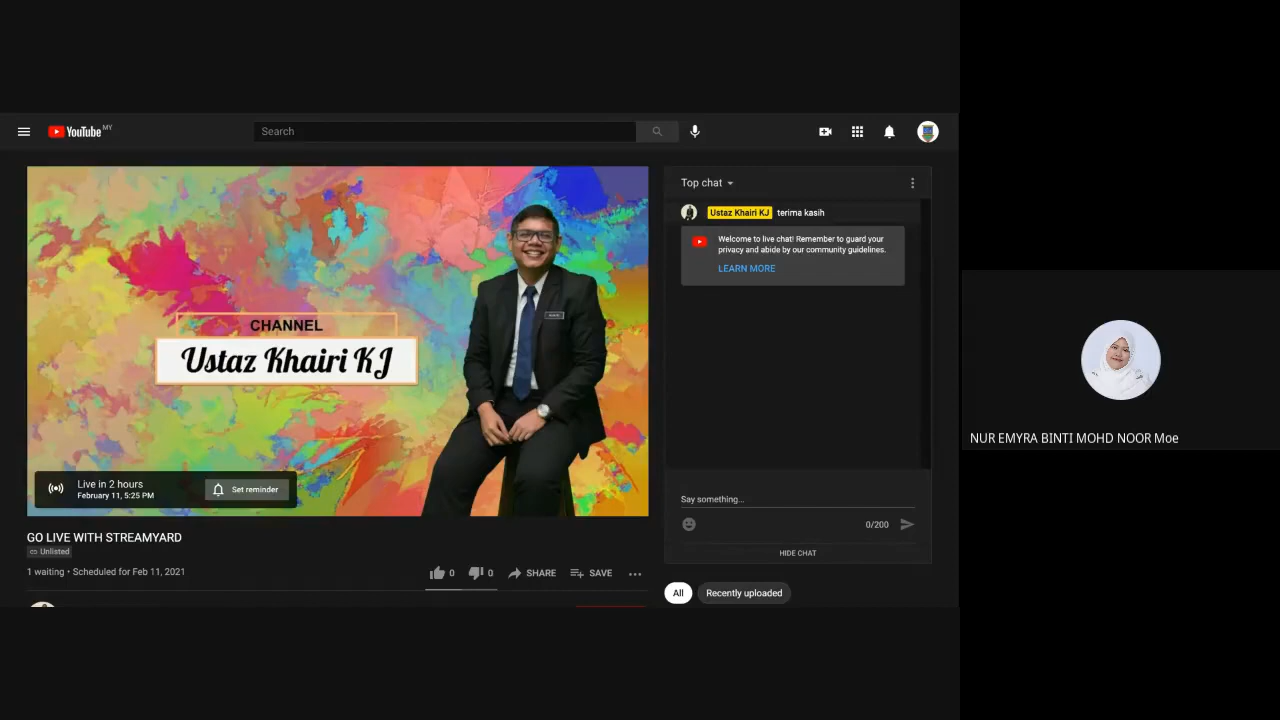 YouTube MY
Search
CHANNEL
Ustaz Khairi KJ
Live in 2 hours
February 11, 5:25 PM
Set reminder
GO LIVE WITH STREAMYARD
Unlisted
1 waiting • Scheduled for Feb 11, 2021
0
0
SHARE
SAVE
Top chat
Ustaz Khairi KJ terima kasih
Welcome to live chat! Remember to guard your
privacy and abide by our community guidelines.
LEARN MORE
Say something...
0/200
HIDE CHAT
All
Recently uploaded
NUR EMYRA BINTI MOHD NOOR Moe